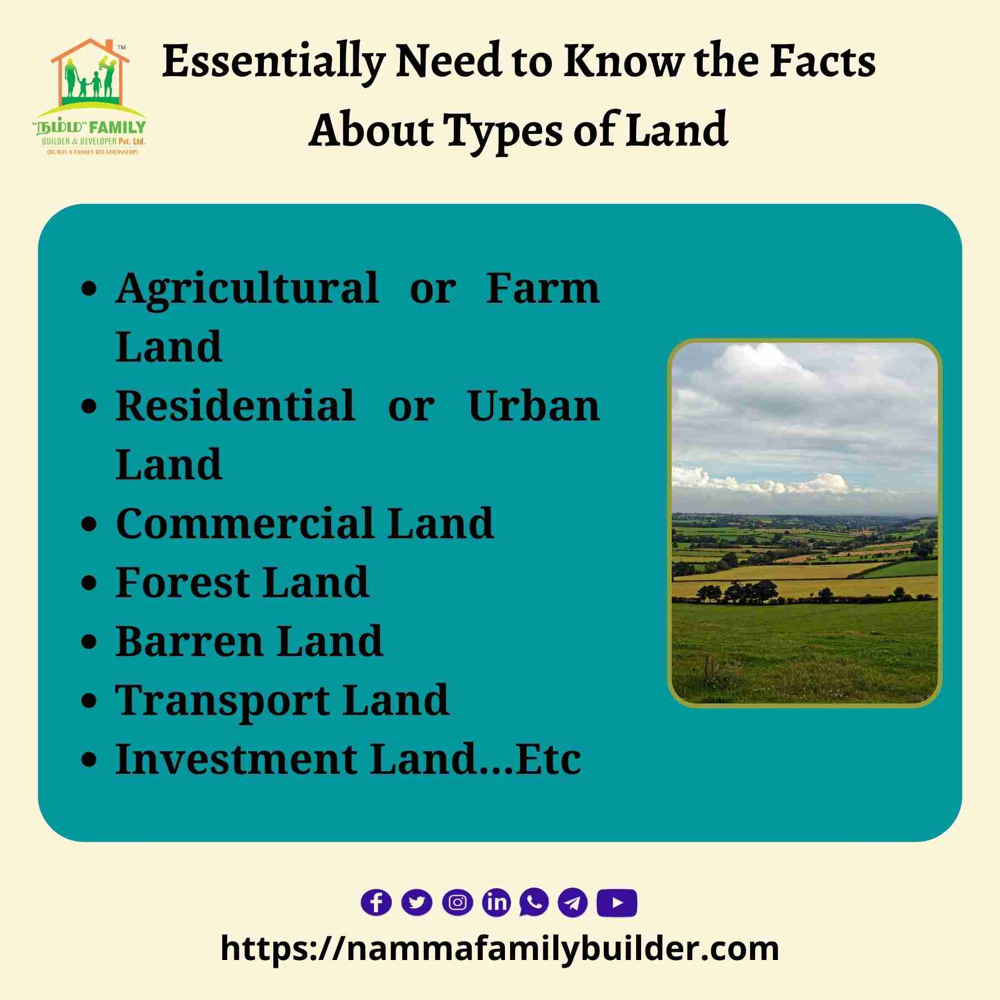 TM
“நம்ம” FAMILY
BUILDER & DEVELOPER Pvt. Ltd.
(BUILD A FAMILY RELATIONSHIP)
Essentially Need to Know the Facts
About Types of Land
• Agricultural or Farm
Land
• Residential or Urban
Land
• Commercial Land
• Forest Land
• Barren Land
• Transport Land
• Investment Land...Etc
https://nammafamilybuilder.com